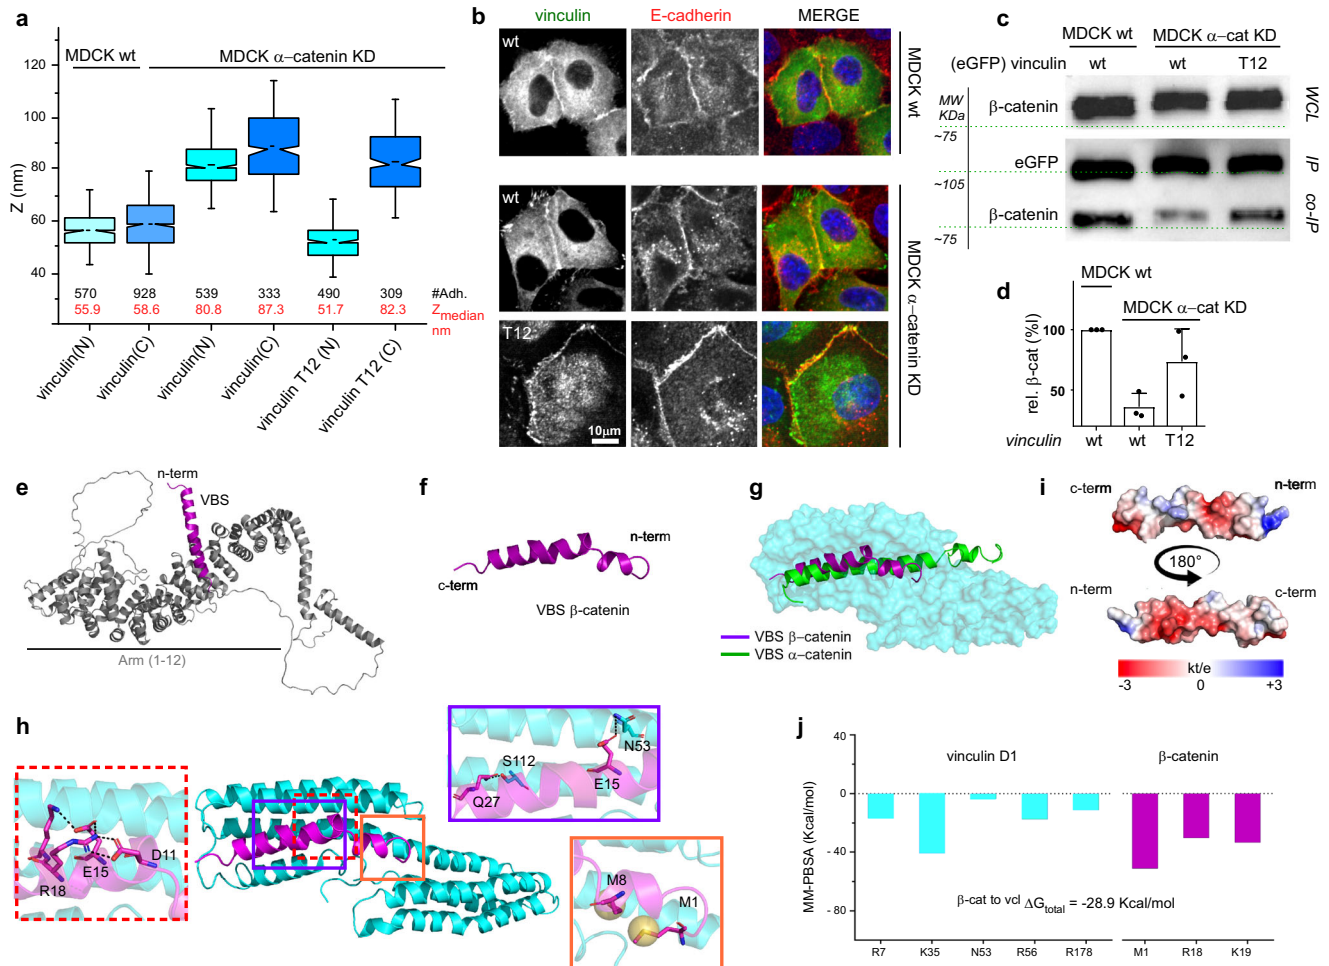 a
MDCK wt
MDCK α–catenin KD
Z (nm)
120
100
80
60
40
570 928 539 333 490 309 #Adh.
55.9 58.6 80.8 87.3 51.7 82.3 Zmedian
nm
vinculin(N)
vinculin(C)
vinculin(N)
vinculin(C)
vinculin T12 (N)
vinculin T12 (C)
b
vinculin E-cadherin MERGE
wt
MDCK wt
wt
T12
10μm
MDCK α–catenin KD
c
MDCK wt MDCK α–cat KD
(eGFP) vinculin wt wt T12
MW
KDa
β-catenin
WCL
~75
eGFP
IP
~105
β-catenin
co-IP
~75
d
MDCK wt
MDCK α–cat KD
rel. β-cat (%I)
100
50
vinculin wt wt T12
e
n-term
VBS
Arm (1-12)
f
n-term
c-term
VBS β-catenin
g
VBS β–catenin
VBS α–catenin
i
c-term n-term
180°
n-term c-term
kt/e
-3 0 +3
h
D11
E15
R18
N53
S112
E15
Q27
M8
M1
j
vinculin D1 β-catenin
MM-PBSA (Kcal/mol)
0
-40
-80
β-cat to vcl ΔGtotal = -28.9 Kcal/mol
R7 K35 N53 R56 R178 M1 R18 K19